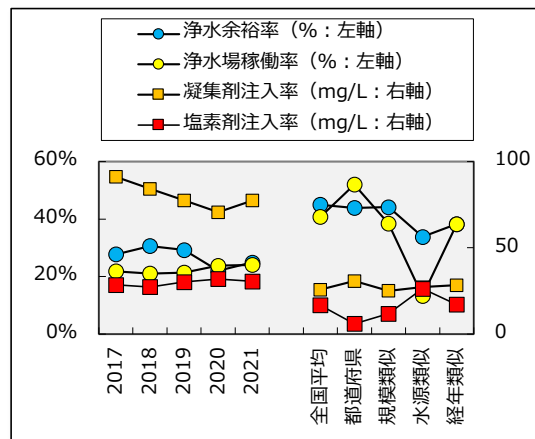 浄水余裕率（%：左軸）
浄水場稼働率（%：左軸）
凝集剤注入率（mg/L：右軸）
塩素剤注入率（mg/L：右軸）
60%
40%
20%
0%
100
50
0
2017
2018
2019
2020
2021
全国平均
都道府県
規模類似
水源類似
経年類似